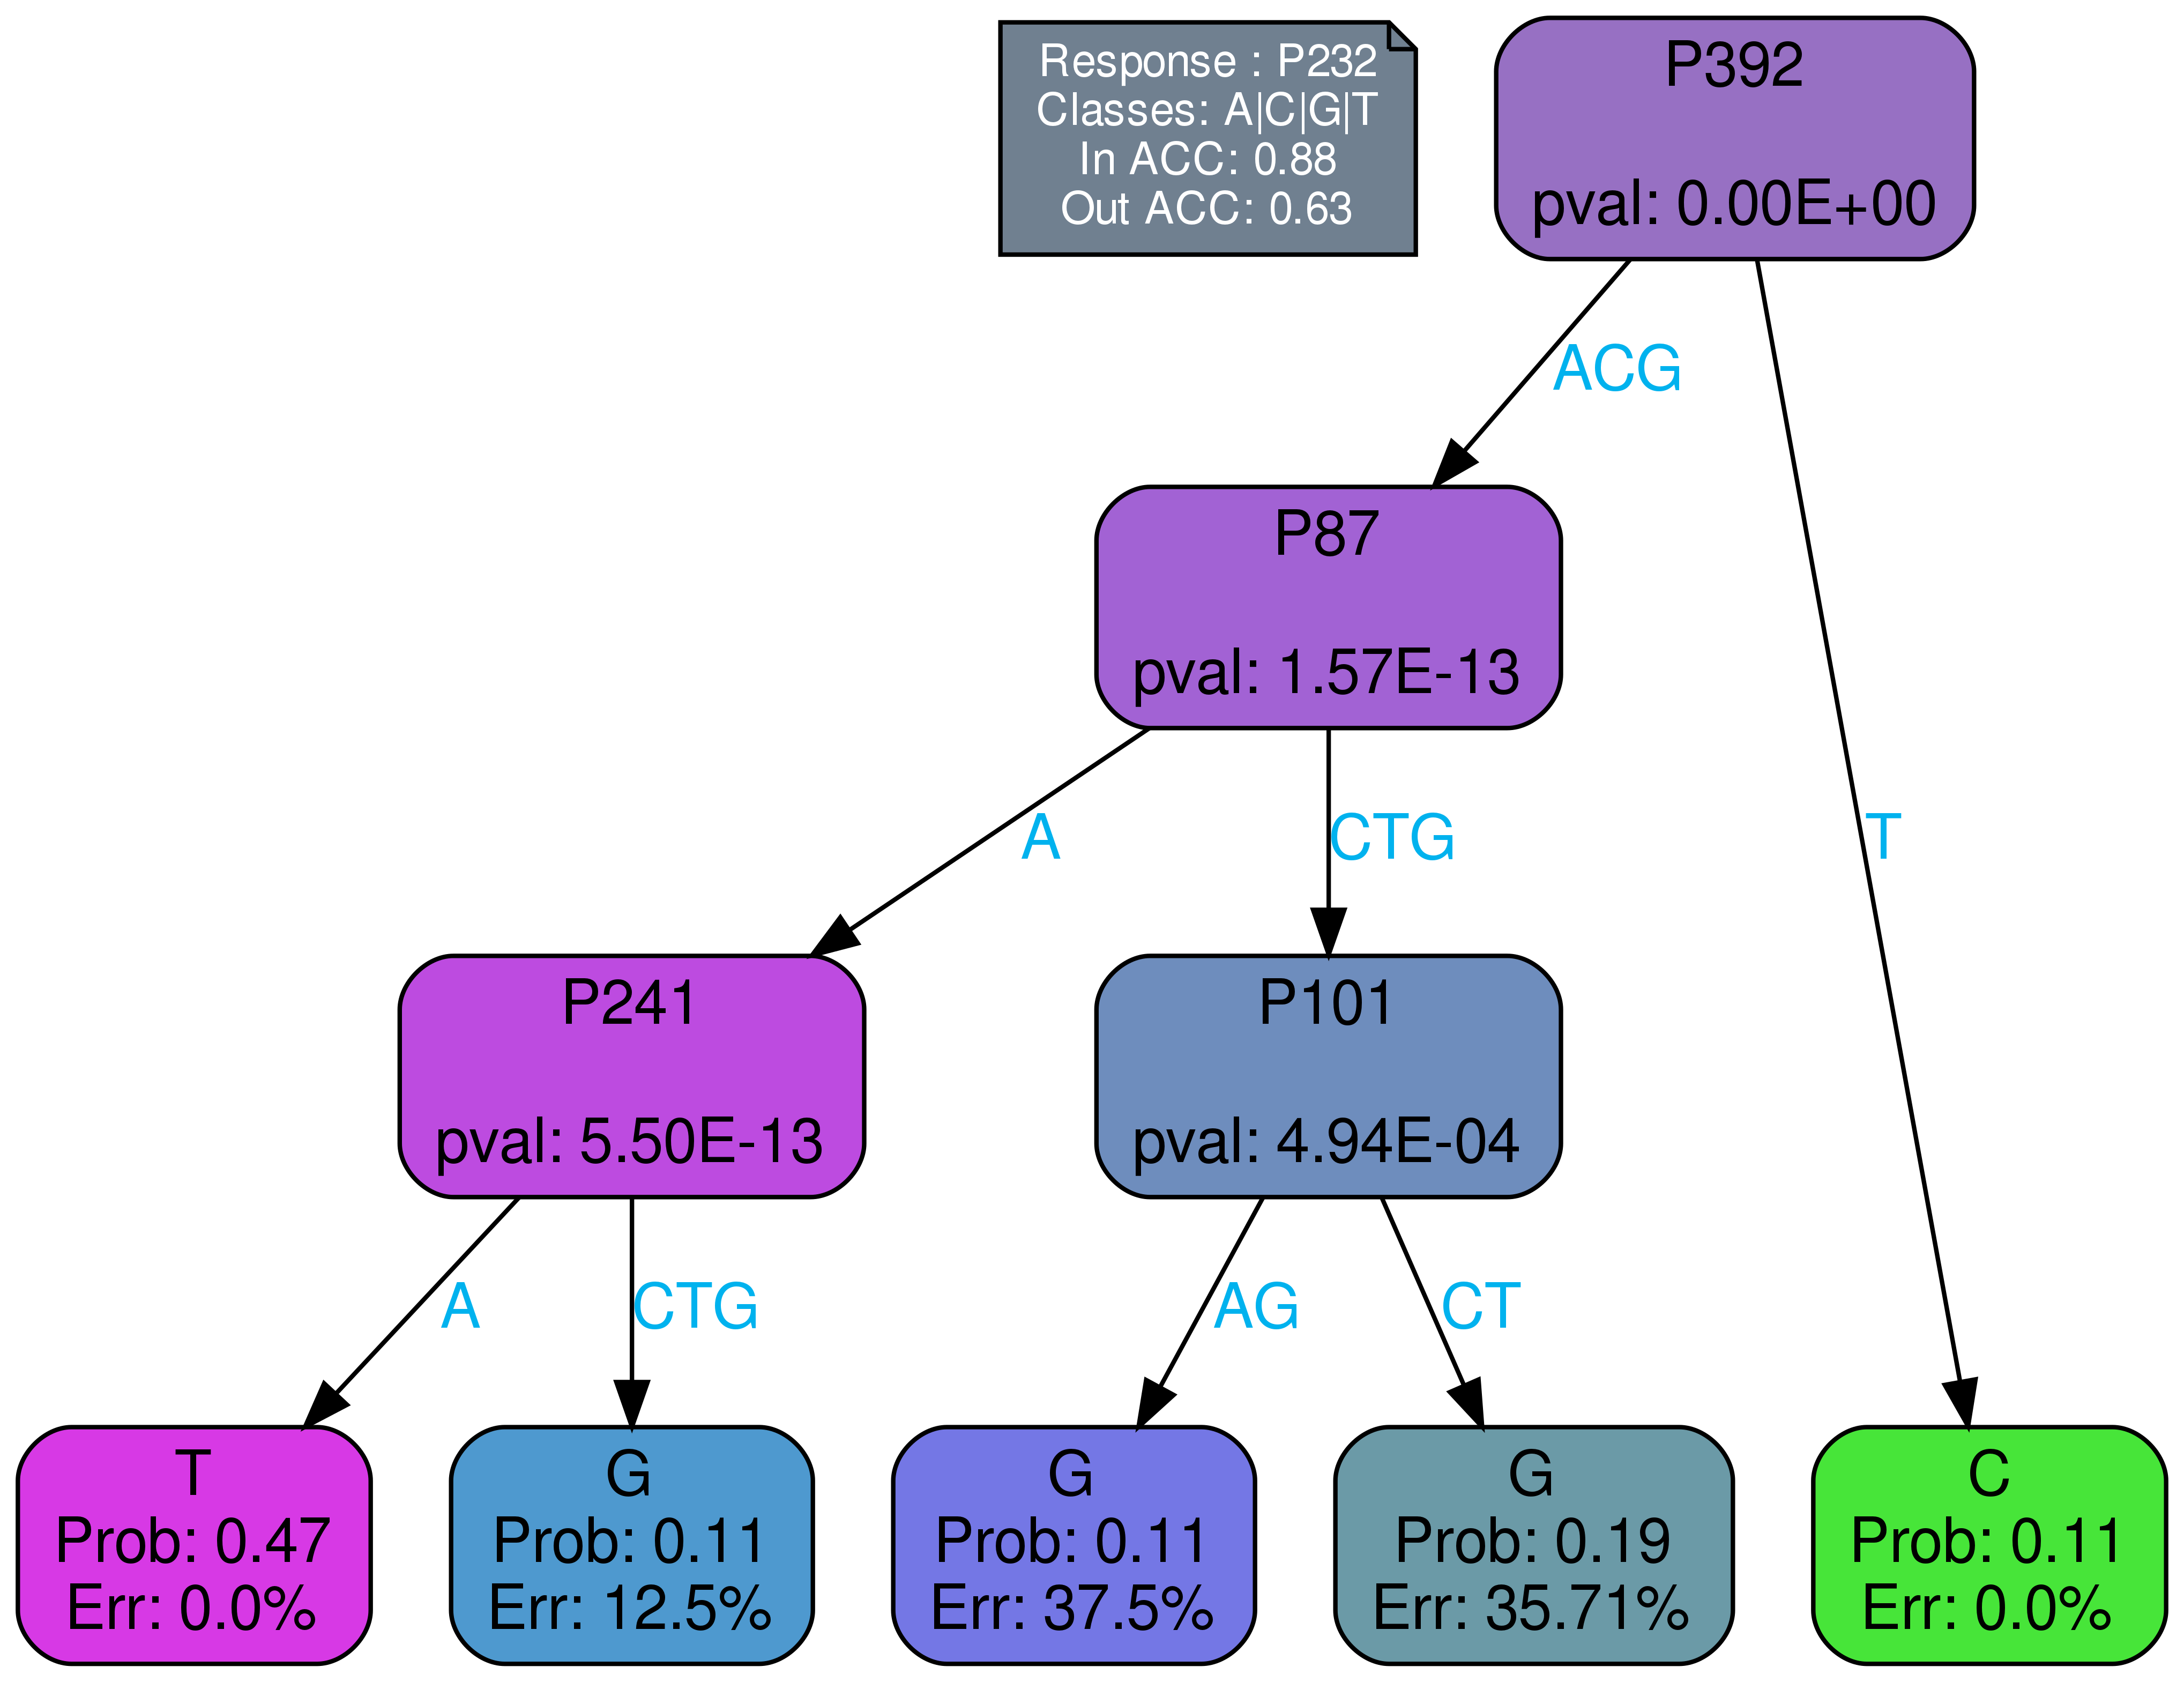 Response : P232
Classes: A|C|G|T
In ACC: 0.88
Out ACC: 0.63
P392
pval: 0.00E+00
ACG
P87
pval: 1.57E-13
A
CTG
T
P241
pval: 5.50E-13
P101
pval: 4.94E-04
A
CTG
AG
CT
T
Prob: 0.47
Err: 0.0%
G
Prob: 0.11
Err: 12.5%
G
Prob: 0.11
Err: 37.5%
G
Prob: 0.19
Err: 35.71%
C
Prob: 0.11
Err: 0.0%